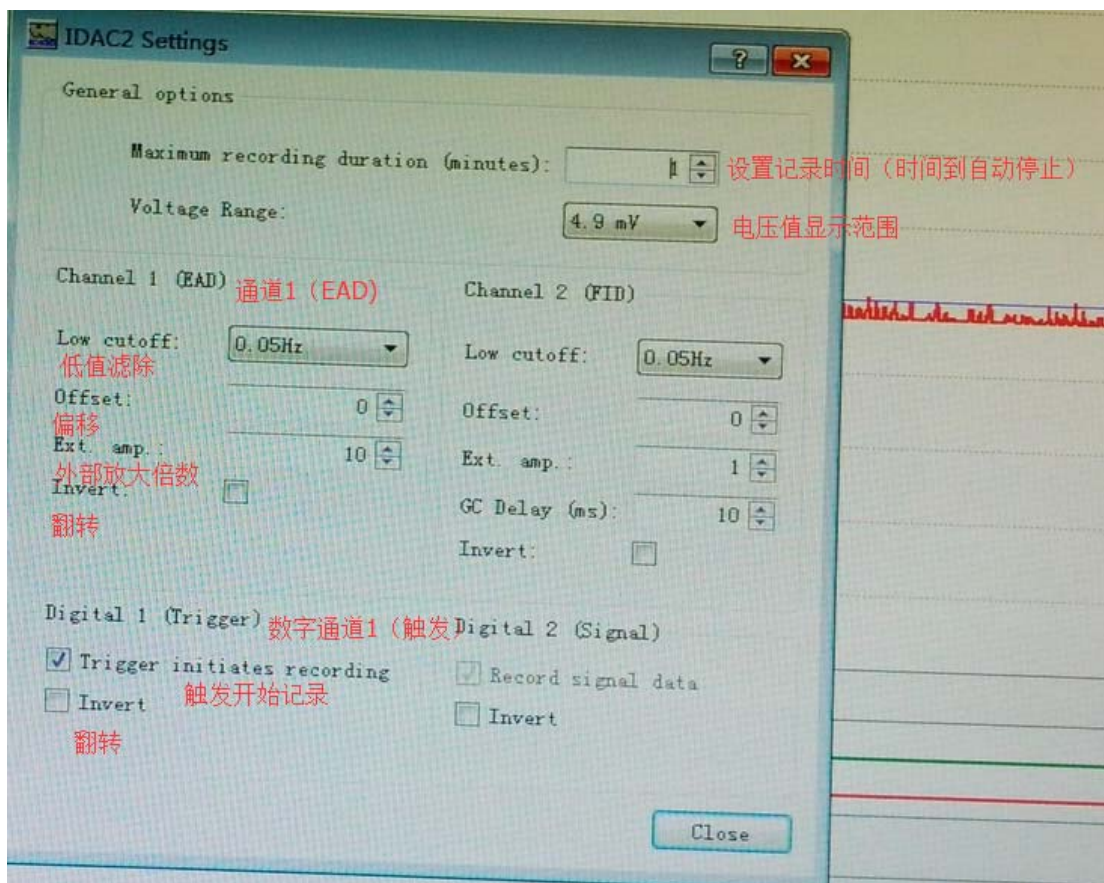 IDAC2 Settings
General options
Maximum recording duration (minutes): 1 设置记录时间（时间到自动停止）
Voltage Range: 4.9 mV 电压值显示范围
Channel 1 (EAD) 通道1（EAD)
Channel 2 (FID)
Low cutoff: 0.05Hz
低值滤除
Offset: 0
偏移
Ext. amp.: 10
外部放大倍数
Invert:
翻转
Low cutoff: 0.05Hz
Offset: 0
Ext. amp.: 1
GC Delay (ms): 10
Invert:
Digital 1 (Trigger) 数字通道1（触发）
Trigger initiates recording
触发开始记录
Invert
翻转
Digital 2 (Signal)
Record signal data
Invert
Close